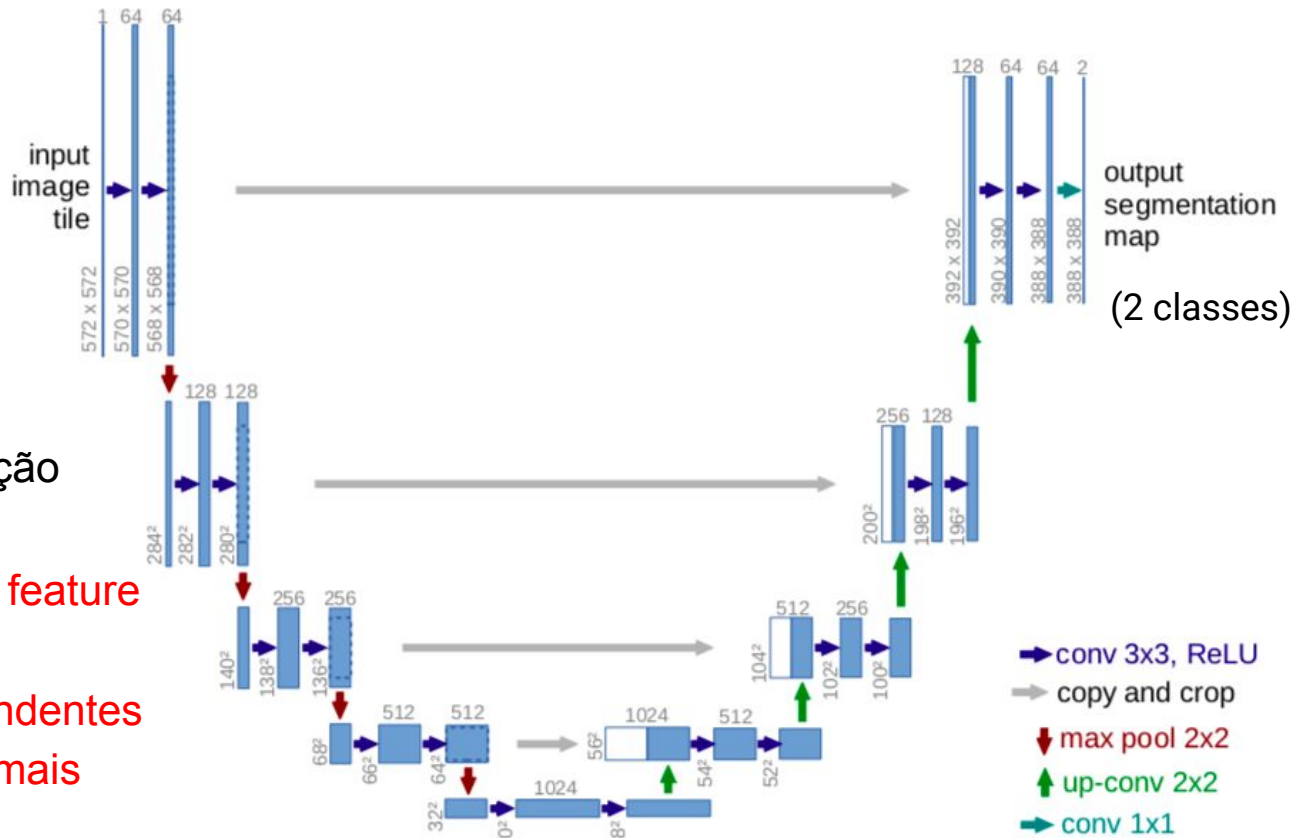 1 64 64
128 64 64 2
input
image
tile
output
segmentation
map
(2 classes)
572 x 572
570 x 570
568 x 568
392 x 392
390 x 390
388 x 388
388 x 388
128 128
256 128
ção
284²
282²
280²
200²
198²
196²
feature
256 256
512 256
140²
138²
136²
104²
102²
100²
conv 3x3, ReLU
copy and crop
ndentes
512 512
1024 512
max pool 2x2
mais
68²
66²
64²
56²
54²
52²
up-conv 2x2
1024
32²
0²
8²
conv 1x1